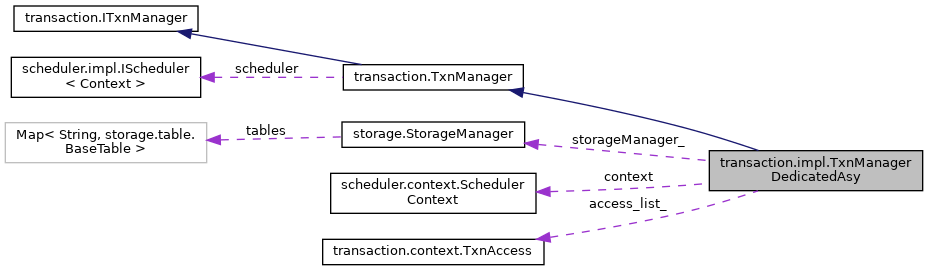 transaction.ITxnManager
scheduler.impl.IScheduler
< Context >
scheduler
transaction.TxnManager
Map< String, storage.table.
BaseTable >
tables
storage.StorageManager
storageManager_
transaction.impl.TxnManager
DedicatedAsy
scheduler.context.Scheduler
Context
context
access_list_
transaction.context.TxnAccess